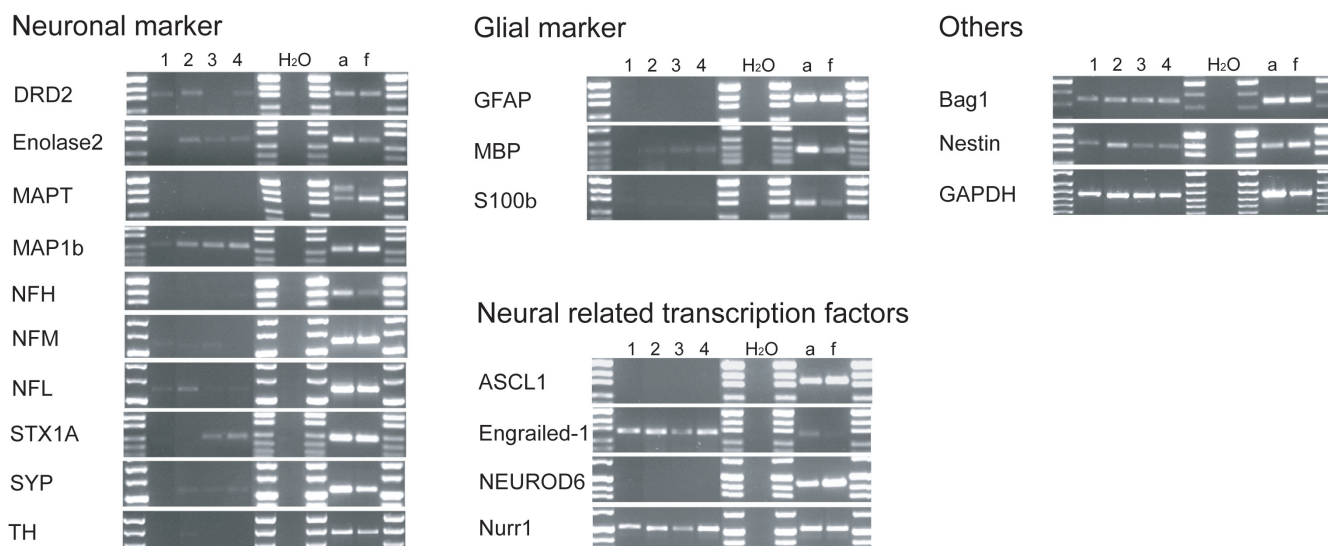 Neuronal marker
1 2 3 4 H₂O a f
DRD2
Enolase2
MAPT
MAP1b
NFH
NFM
NFL
STX1A
SYP
TH
Glial marker
1 2 3 4 H₂O a f
GFAP
MBP
S100b
Neural related transcription factors
1 2 3 4 H₂O a f
ASCL1
Engrailed-1
NEUROD6
Nurr1
Others
1 2 3 4 H₂O a f
Bag1
Nestin
GAPDH